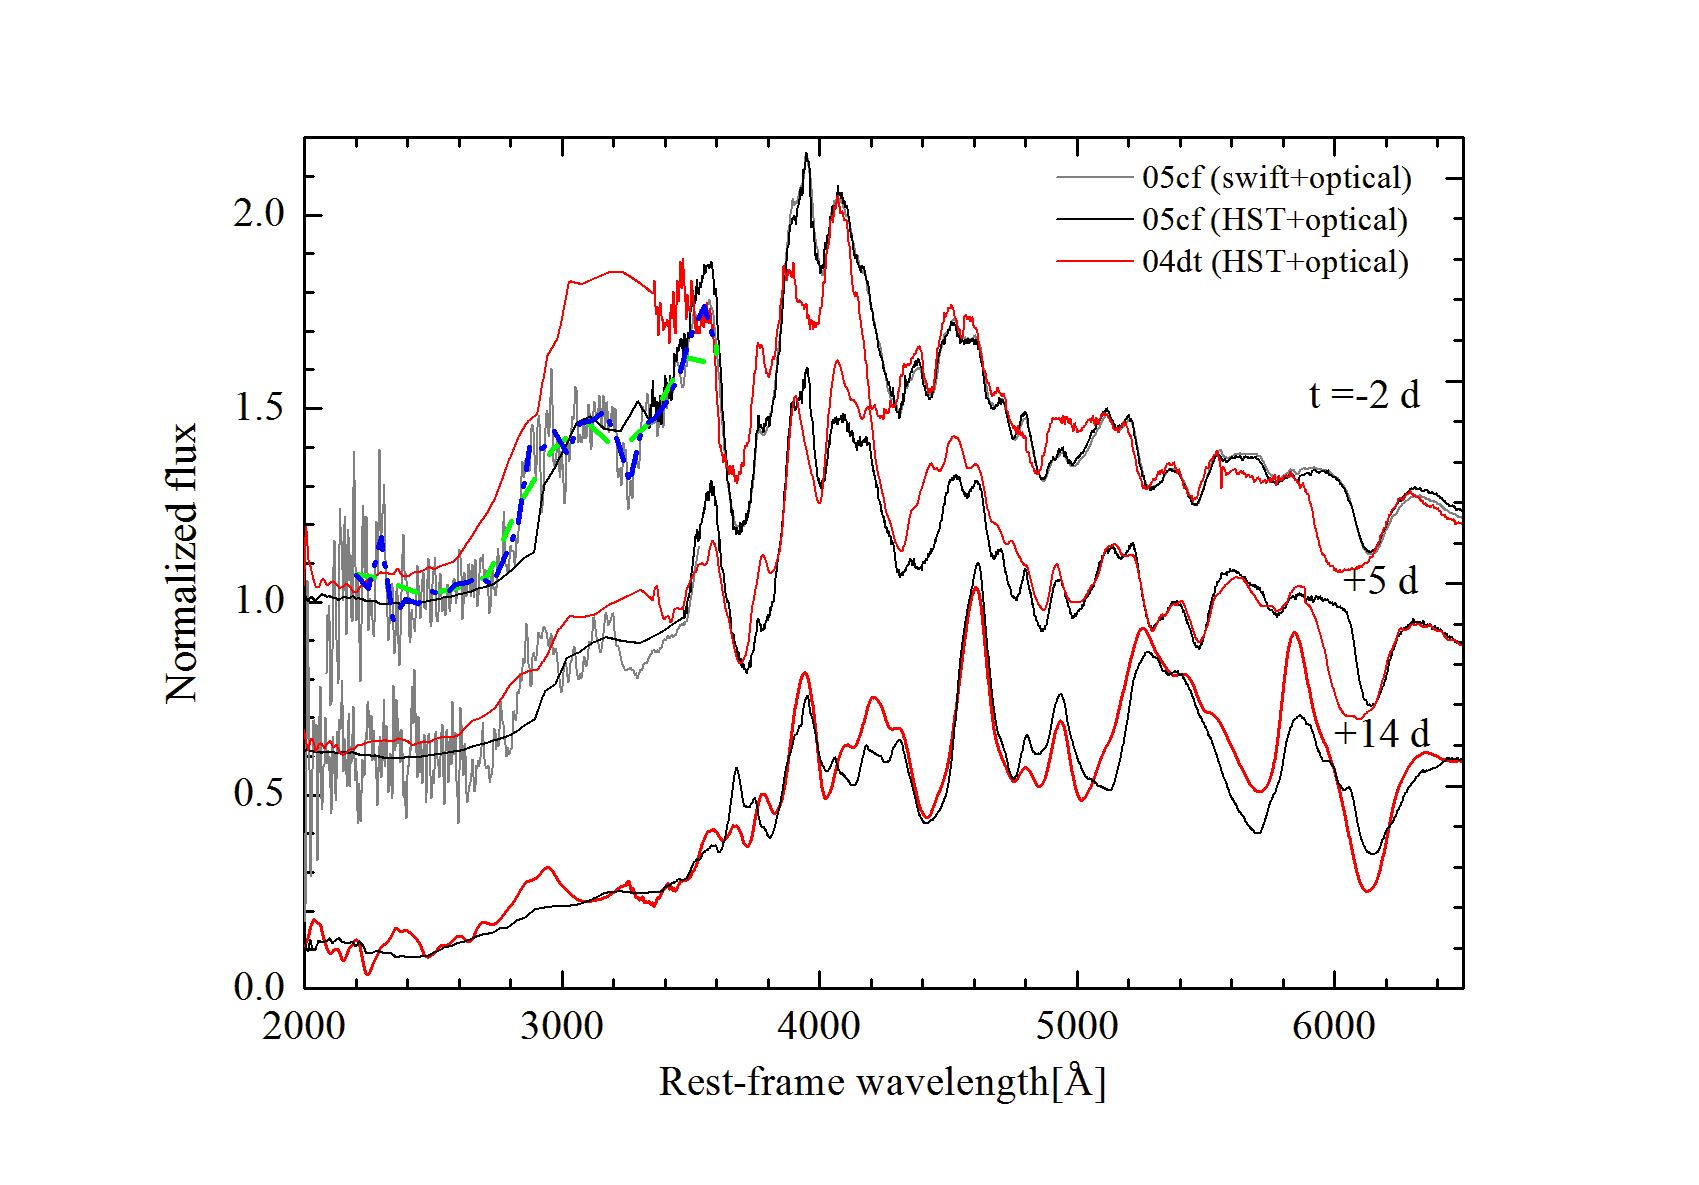 05cf (swift+optical)
05cf (HST+optical)
04dt (HST+optical)
t =-2 d
+5 d
+14 d
2.0
1.5
1.0
0.5
0.0
Normalized flux
2000 3000 4000 5000 6000
Rest-frame wavelength[Å]